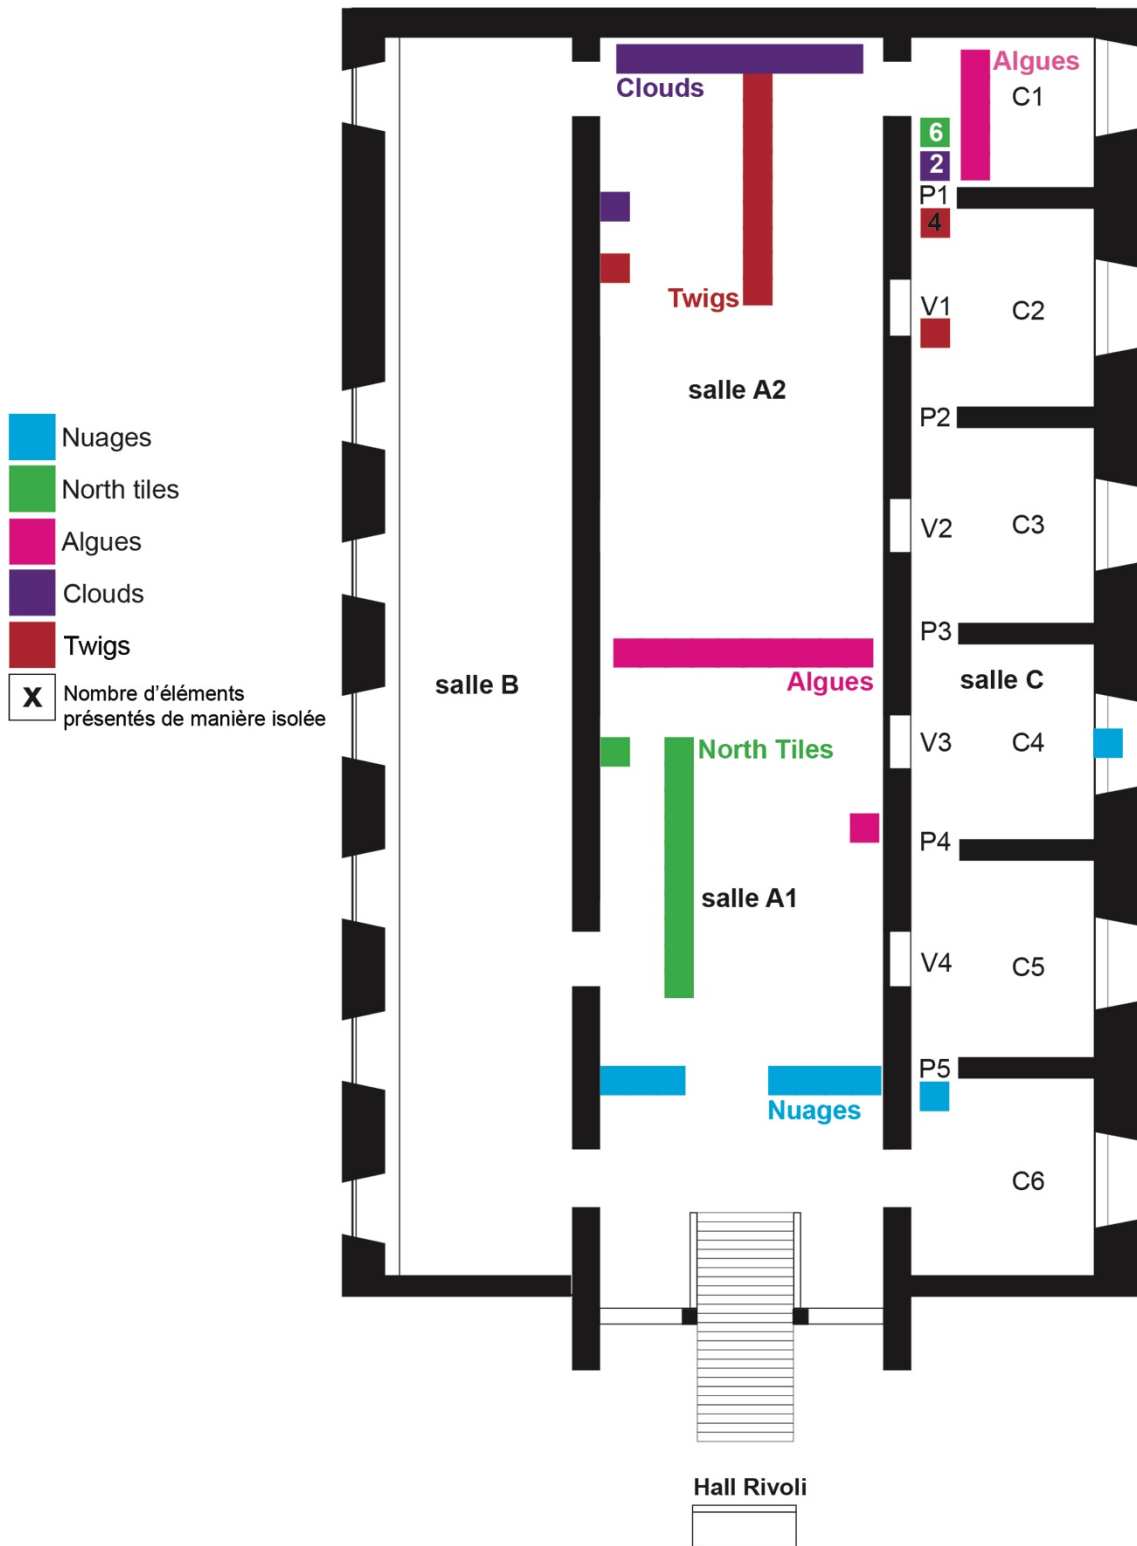 Nuages
North tiles
Algues
Clouds
Twigs
X
Nombre d'éléments
présentés de manière isolée
Clouds
Twigs
salle A2
salle B
Algues
North Tiles
salle A1
Nuages
Algues
C1
6
2
P1
4
V1
C2
P2
V2
C3
P3
salle C
V3
C4
P4
V4
C5
P5
C6
Hall Rivoli